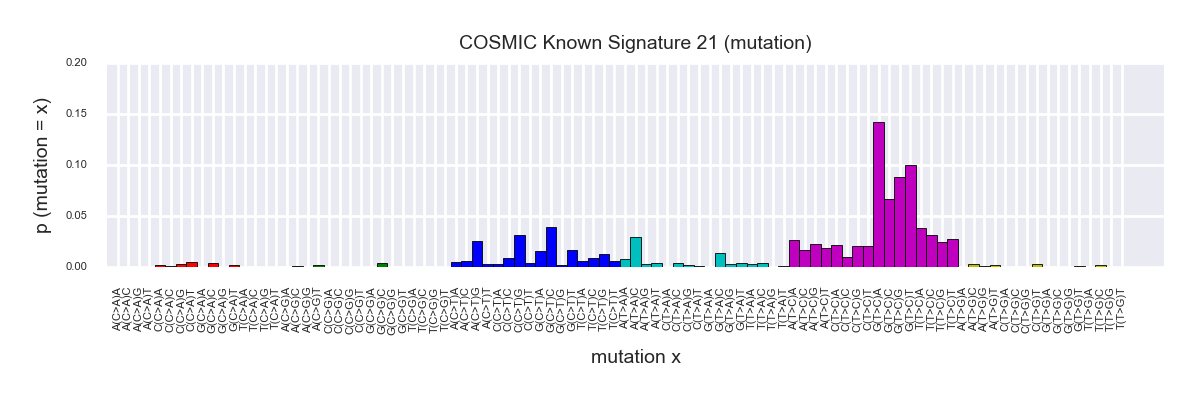 COSMIC Known Signature 21 (mutation)
0.20
0.15
0.10
0.05
0.00
p (mutation = x)
A(C>A)A
A(C>A)C
A(C>A)G
A(C>A)T
C(C>A)A
C(C>A)C
C(C>A)G
C(C>A)T
G(C>A)A
G(C>A)C
G(C>A)G
G(C>A)T
T(C>A)A
T(C>A)C
T(C>A)G
T(C>A)T
A(C>G)A
A(C>G)C
A(C>G)G
A(C>G)T
C(C>G)A
C(C>G)C
C(C>G)G
C(C>G)T
G(C>G)A
G(C>G)C
G(C>G)G
G(C>G)T
T(C>G)A
T(C>G)C
T(C>G)G
T(C>G)T
A(C>T)A
A(C>T)C
A(C>T)G
A(C>T)T
C(C>T)A
C(C>T)C
C(C>T)G
C(C>T)T
G(C>T)A
G(C>T)C
G(C>T)G
G(C>T)T
T(C>T)A
T(C>T)C
T(C>T)G
T(C>T)T
A(T>A)A
A(T>A)C
A(T>A)G
A(T>A)T
C(T>A)A
C(T>A)C
C(T>A)G
C(T>A)T
G(T>A)A
G(T>A)C
G(T>A)G
G(T>A)T
T(T>A)A
T(T>A)C
T(T>A)G
T(T>A)T
A(T>C)A
A(T>C)C
A(T>C)G
A(T>C)T
C(T>C)A
C(T>C)C
C(T>C)G
C(T>C)T
G(T>C)A
G(T>C)C
G(T>C)G
G(T>C)T
T(T>C)A
T(T>C)C
T(T>C)G
T(T>C)T
A(T>G)A
A(T>G)C
A(T>G)G
A(T>G)T
C(T>G)A
C(T>G)C
C(T>G)G
C(T>G)T
G(T>G)A
G(T>G)C
G(T>G)G
G(T>G)T
T(T>G)A
T(T>G)C
T(T>G)G
T(T>G)T
mutation x